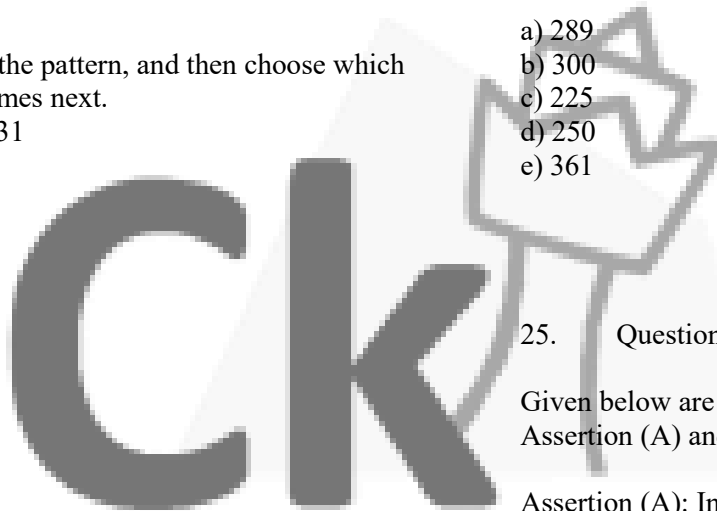 the pattern, and then choose which
mes next.
31
a) 289
b) 300
c) 225
d) 250
e) 361
25. Question
Given below are
Assertion (A) an
Assertion (A): In
Ck